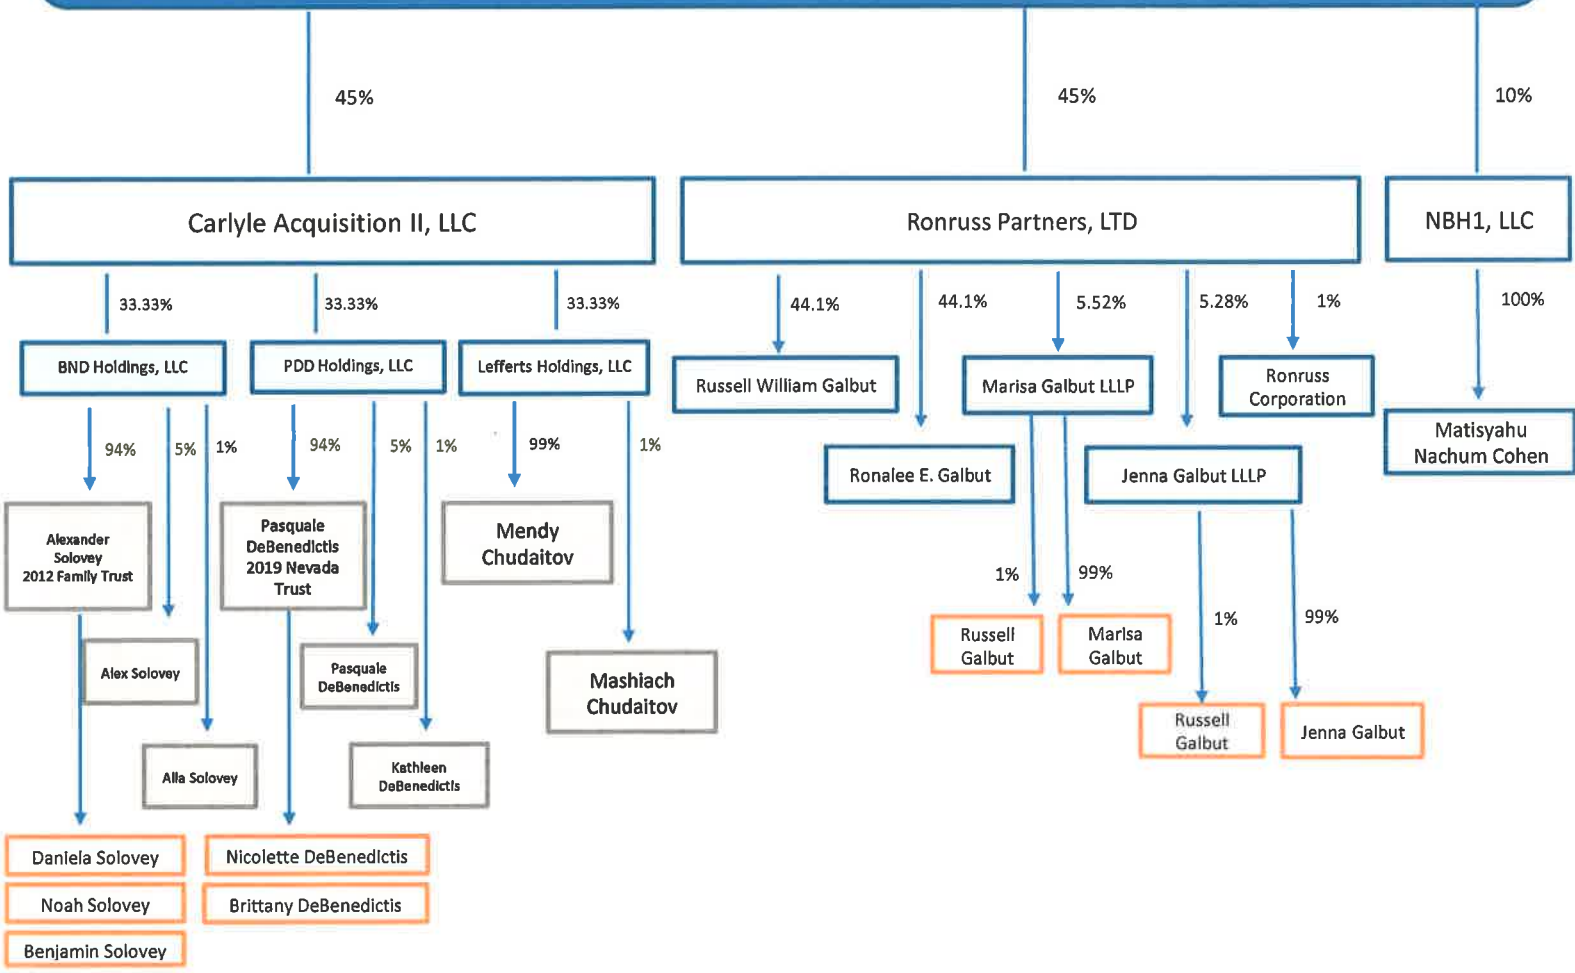 45%
45%
10%
Carlyle Acquisition II, LLC
Ronruss Partners, LTD
NBH1, LLC
33.33%
33.33%
33.33%
44.1%
44.1%
5.52%
5.28%
1%
100%
BND Holdings, LLC
PDD Holdings, LLC
Lefferts Holdings, LLC
Russell William Galbut
Marisa Galbut LLLP
Ronruss
Corporation
Matisyahu
Nachum Cohen
94%
5%
1%
94%
5%
1%
99%
1%
Ronalee E. Galbut
Jenna Galbut LLLP
Alexander
Solovey
2012 Family Trust
Pasquale
DeBenedictis
2019 Nevada
Trust
Mendy
Chudaitov
1%
99%
1%
99%
Russell
Galbut
Marisa
Galbut
Alex Solovey
Pasquale
DeBenedictis
Mashiach
Chudaitov
Russell
Galbut
Jenna Galbut
Alla Solovey
Kathleen
DeBenedictis
Daniela Solovey
Nicolette DeBenedictis
Noah Solovey
Brittany DeBenedictis
Benjamin Solovey